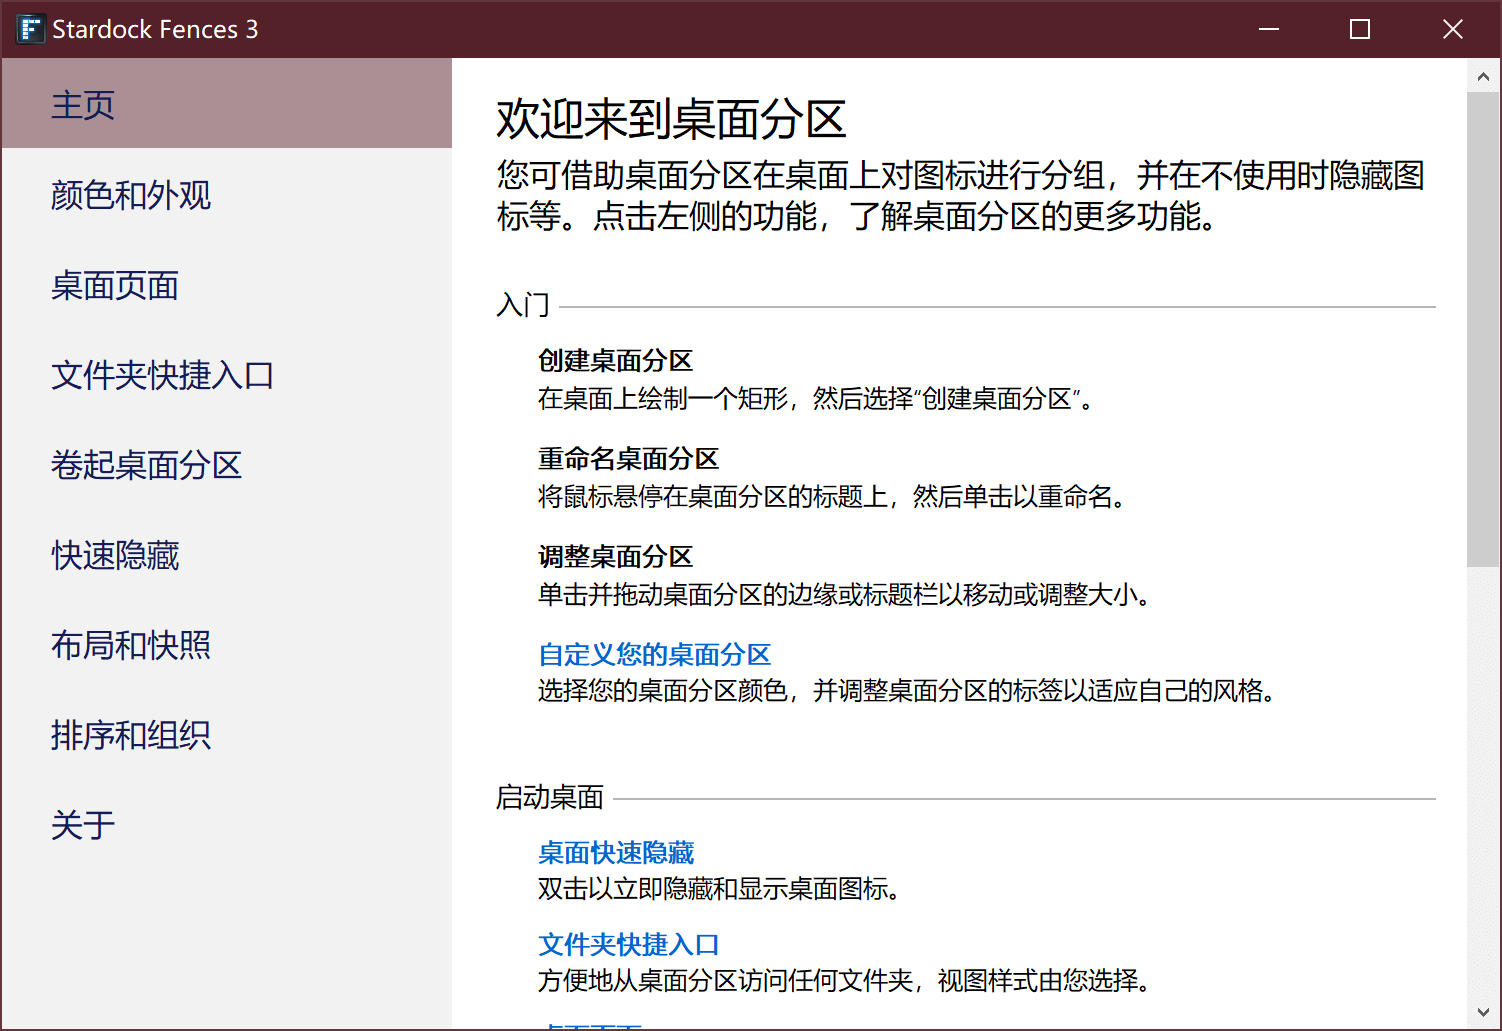 Stardock Fences 3
主页
颜色和外观
桌面页面
文件夹快捷入口
卷起桌面分区
快速隐藏
布局和快照
排序和组织
关于
欢迎来到桌面分区
您可借助桌面分区在桌面上对图标进行分组，并在不使用时隐藏图
标等。点击左侧的功能，了解桌面分区的更多功能。
入门
创建桌面分区
在桌面上绘制一个矩形，然后选择“创建桌面分区”。
重命名桌面分区
将鼠标悬停在桌面分区的标题上，然后单击以重命名。
调整桌面分区
单击并拖动桌面分区的边缘或标题栏以移动或调整大小。
自定义您的桌面分区
选择您的桌面分区颜色，并调整桌面分区的标签以适应自己的风格。
启动桌面
桌面快速隐藏
双击以立即隐藏和显示桌面图标。
文件夹快捷入口
方便地从桌面分区访问任何文件夹，视图样式由您选择。